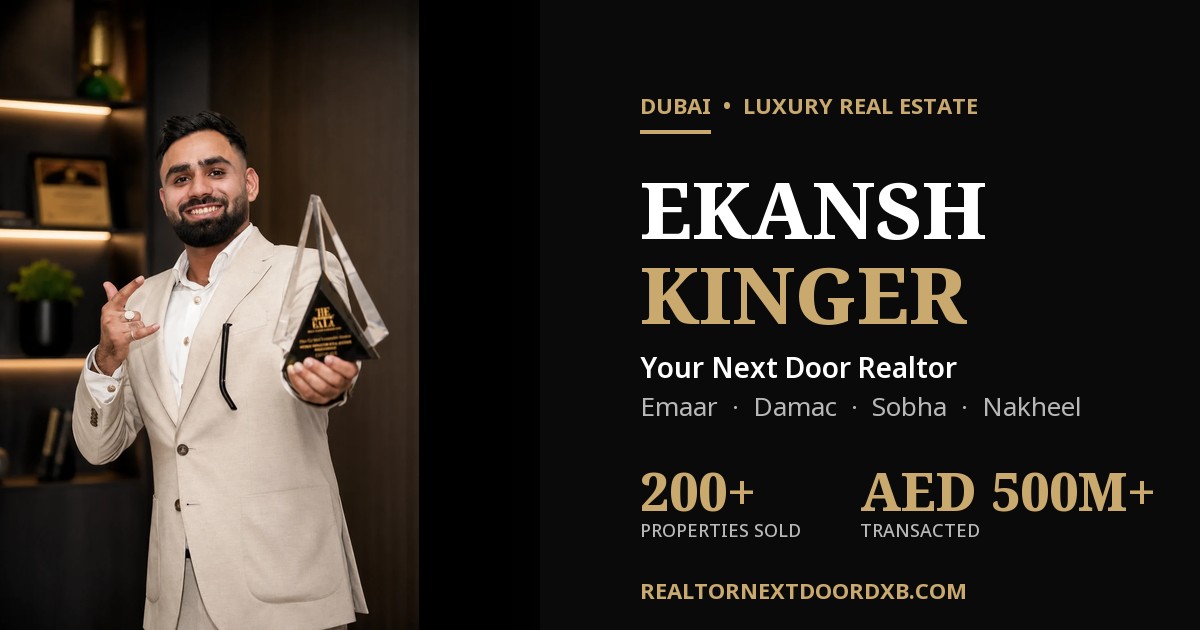 DUBAI • LUXURY REAL ESTATE
EKANSH
KINGER
Your Next Door Realtor
Emaar · Damac · Sobha · Nakheel
200+
PROPERTIES SOLD
AED 500M+
TRANSACTED
REALTORNEXTDOORDXB.COM
THE
GALA